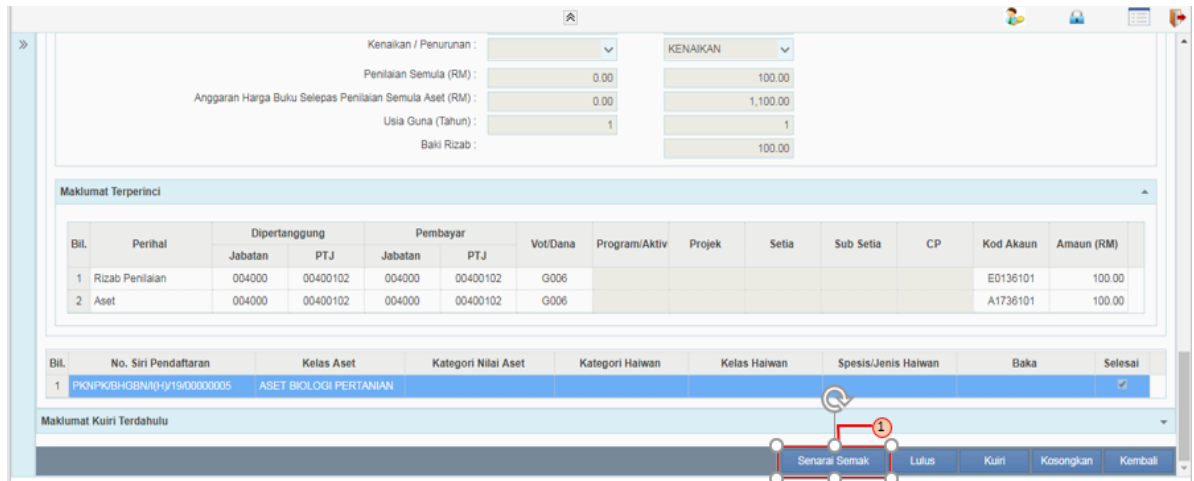 Kenaikan / Penurunan : KENAIKAN
Penilaian Semula (RM) : 0.00 100.00
Anggaran Harga Buku Selepas Penilaian Semula Aset (RM) : 0.00 1,100.00
Usia Guna (Tahun) : 1 1
Baki Rizab : 100.00
Maklumat Terperinci
Bil. Perihal Dipertanggung Pembayar Vot/Dana Program/Aktiv Projek Setia Sub Setia CP Kod Akaun Amaun (RM)
Jabatan PTJ Jabatan PTJ
1 Rizab Penilaian 004000 00400102 004000 00400102 G006 E0136101 100.00
2 Aset 004000 00400102 004000 00400102 G006 A1736101 100.00
Bil. No. Siri Pendaftaran Kelas Aset Kategori Nilai Aset Kategori Haiwan Kelas Haiwan Spesis/Jenis Haiwan Baka Selesai
1 PKNPK/BHGBN/I(H)/19/00000005 ASET BIOLOGI PERTANIAN
Maklumat Kuiri Terdahulu
1
Senarai Semak Lulus Kuiri Kosongkan Kembali